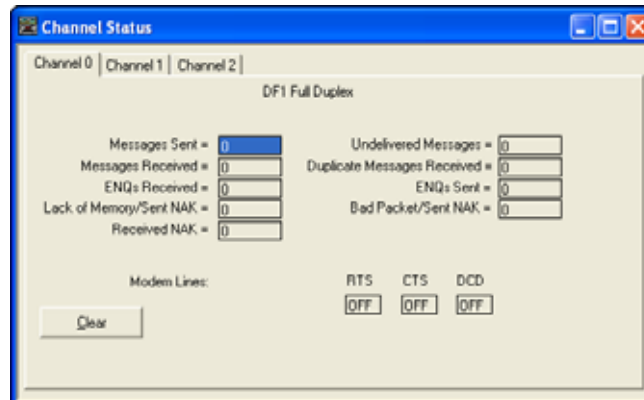 Channel Status
Channel 0 Channel 1 Channel 2
DF1 Full Duplex
Messages Sent = 0 Undelivered Messages = 0
Messages Received = 0 Duplicate Messages Received = 0
ENQs Received = 0 ENQs Sent = 0
Lack of Memory/Sent NAK = 0 Bad Packet/Sent NAK = 0
Received NAK = 0
Modem Lines: RTS CTS DCD
OFF OFF OFF
Clear